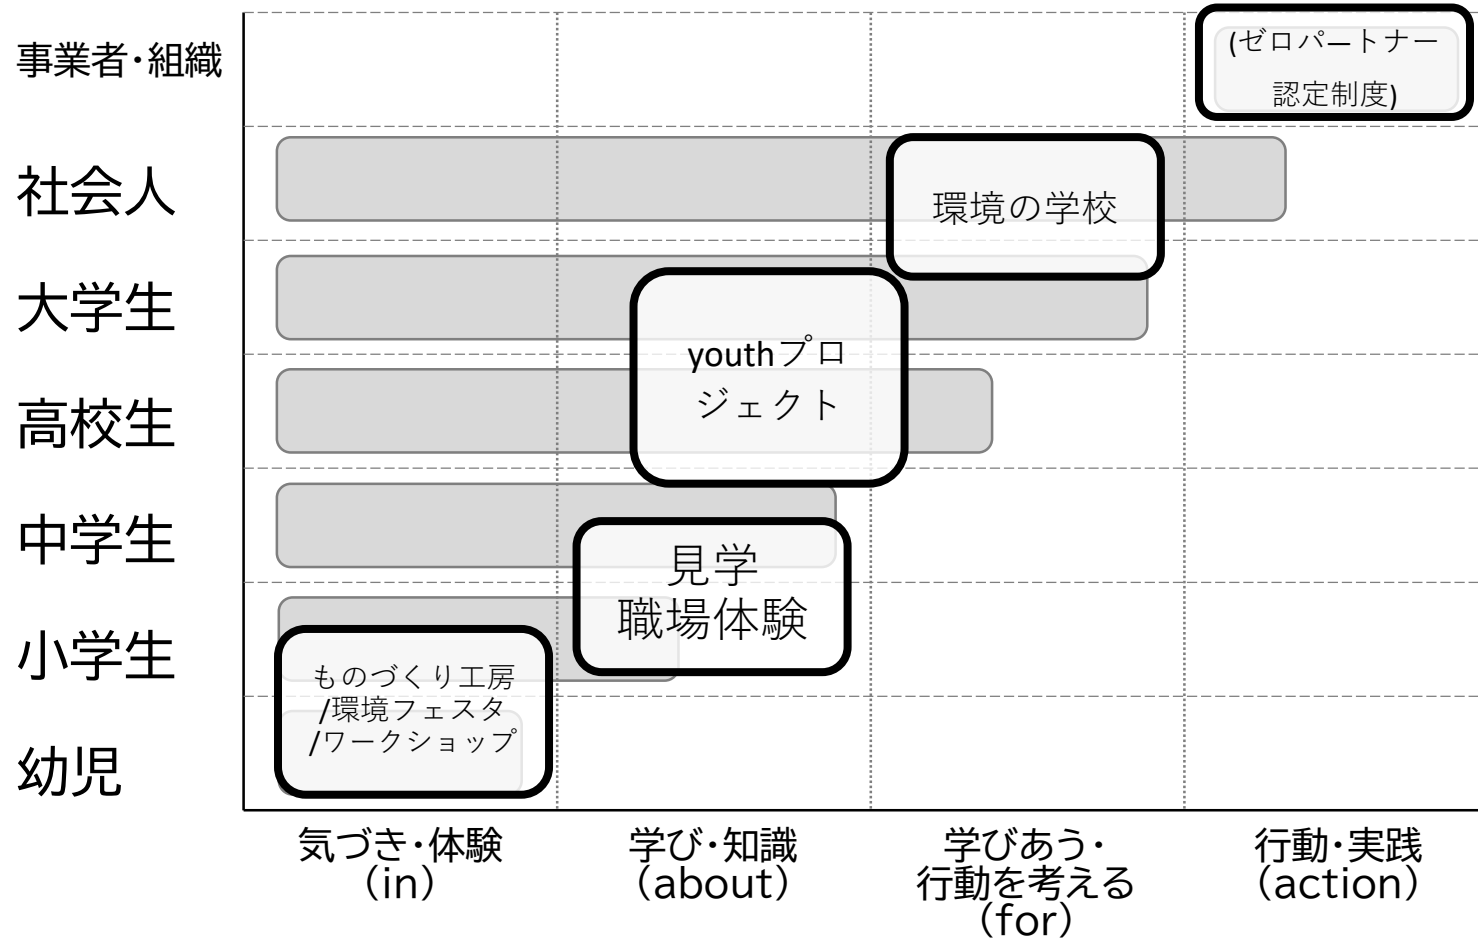 事業者・組織
(ゼロパートナー
認定制度)
社会人
環境の学校
大学生
youthプロ
ジェクト
高校生
中学生
見学
職場体験
小学生
ものづくり工房
/環境フェスタ
/ワークショップ
幼児
気づき・体験
（in）
学び・知識
（about）
学びあう・
行動を考える
（for）
行動・実践
（action）